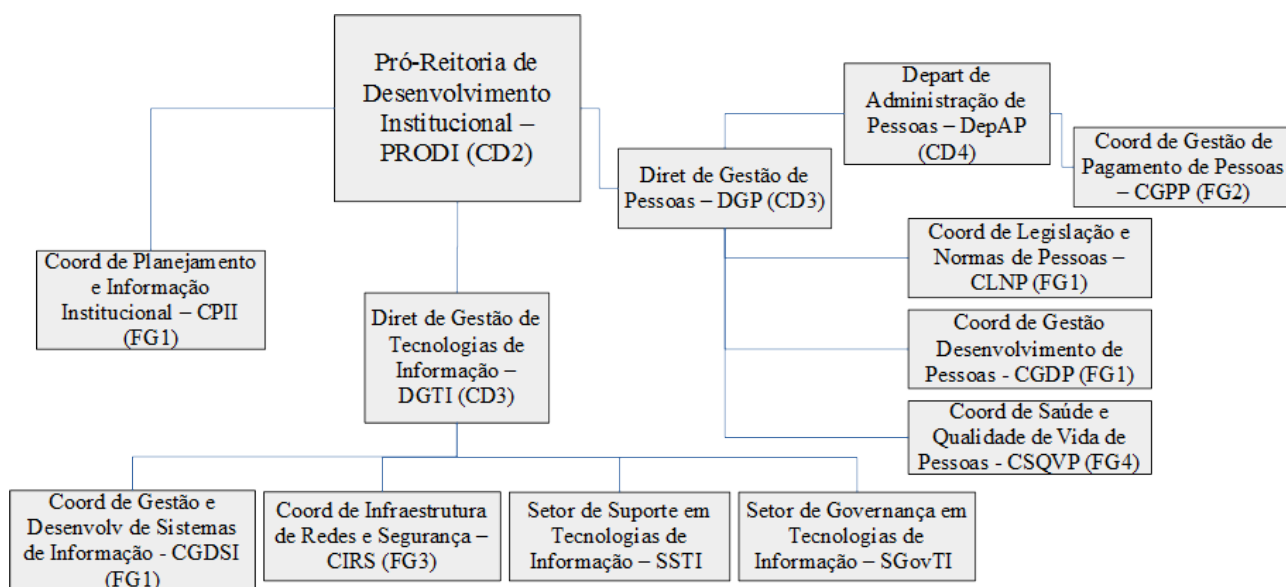 Pró-Reitoria de
Desenvolvimento
Institucional –
PRODI (CD2)
Depart de
Administração de
Pessoas – DepAP
(CD4)
Coord de Gestão de
Pagamento de Pessoas
– CGPP (FG2)
Diret de Gestão de
Pessoas – DGP (CD3)
Coord de Legislação e
Normas de Pessoas –
CLNP (FG1)
Coord de Planejamento
e Informação
Institucional – CPII
(FG1)
Diret de Gestão de
Tecnologias de
Informação –
DGTI (CD3)
Coord de Gestão
Desenvolvimento de
Pessoas - CGDP (FG1)
Coord de Saúde e
Qualidade de Vida de
Pessoas - CSQVP (FG4)
Coord de Gestão e
Desenvolv de Sistemas
de Informação - CGDSI
(FG1)
Coord de Infraestrutura
de Redes e Segurança –
CIRS (FG3)
Setor de Suporte em
Tecnologias de
Informação – SSTI
Setor de Governança em
Tecnologias de
Informação – SGovTI